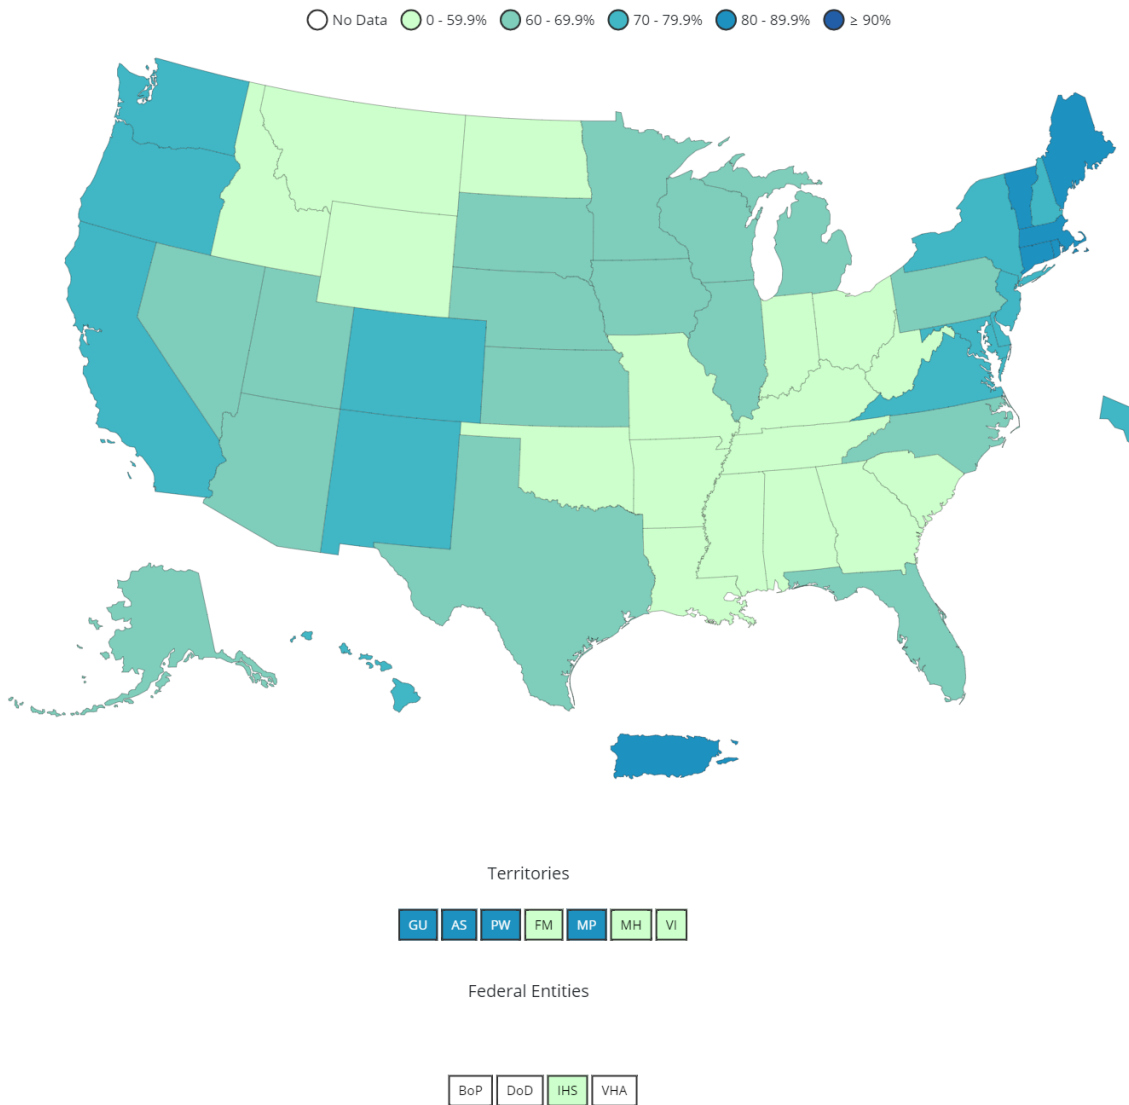 No Data 0 - 59.9% 60 - 69.9% 70 - 79.9% 80 - 89.9% ≥ 90%
Territories
GU AS PW FM MP MH VI
Federal Entities
BoP DoD IHS VHA